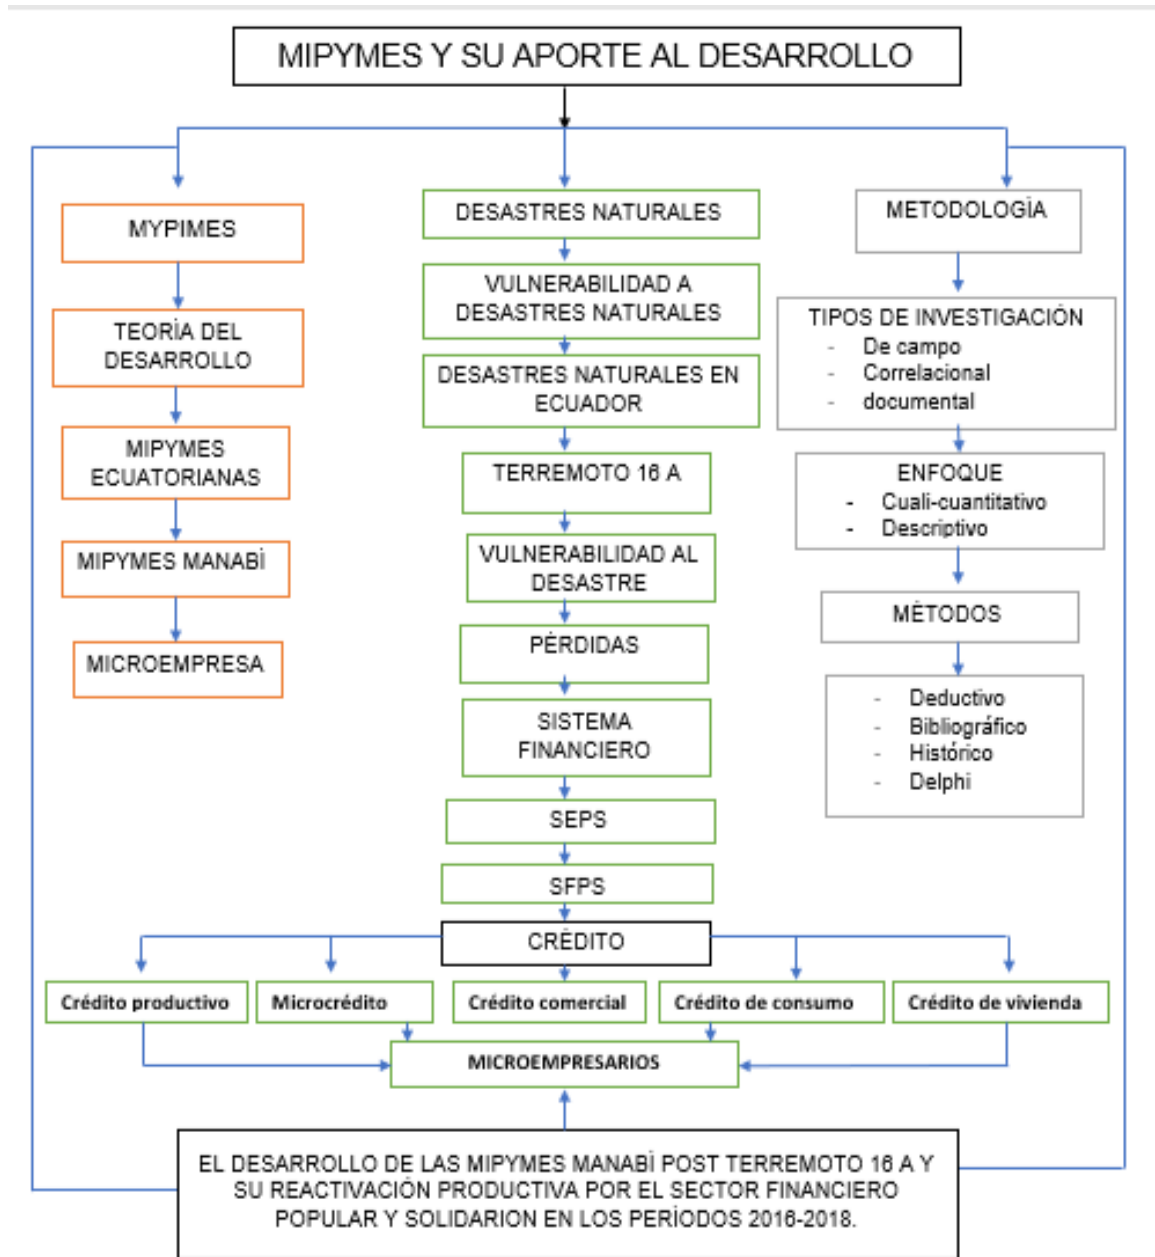 MIPYMES Y SU APORTE AL DESARROLLO
MYPIMES
TEORÍA DEL
DESARROLLO
MIPYMES
ECUATORIANAS
MIPYMES MANABÍ
MICROEMPRESA
DESASTRES NATURALES
VULNERABILIDAD A
DESASTRES NATURALES
DESASTRES NATURALES EN
ECUADOR
TERREMOTO 16 A
VULNERABILIDAD AL
DESASTRE
PÉRDIDAS
SISTEMA
FINANCIERO
SEPS
SFPS
METODOLOGÍA
TIPOS DE INVESTIGACIÓN
- De campo
- Correlacional
- documental
ENFOQUE
- Cuali-cuantitativo
- Descriptivo
MÉTODOS
- Deductivo
- Bibliográfico
- Histórico
- Delphi
CRÉDITO
Crédito productivo
Microcrédito
Crédito comercial
Crédito de consumo
Crédito de vivienda
MICROEMPRESARIOS
EL DESARROLLO DE LAS MIPYMES MANABÍ POST TERREMOTO 16 A Y
SU REACTIVACIÓN PRODUCTIVA POR EL SECTOR FINANCIERO
POPULAR Y SOLIDARION EN LOS PERÍODOS 2016-2018.